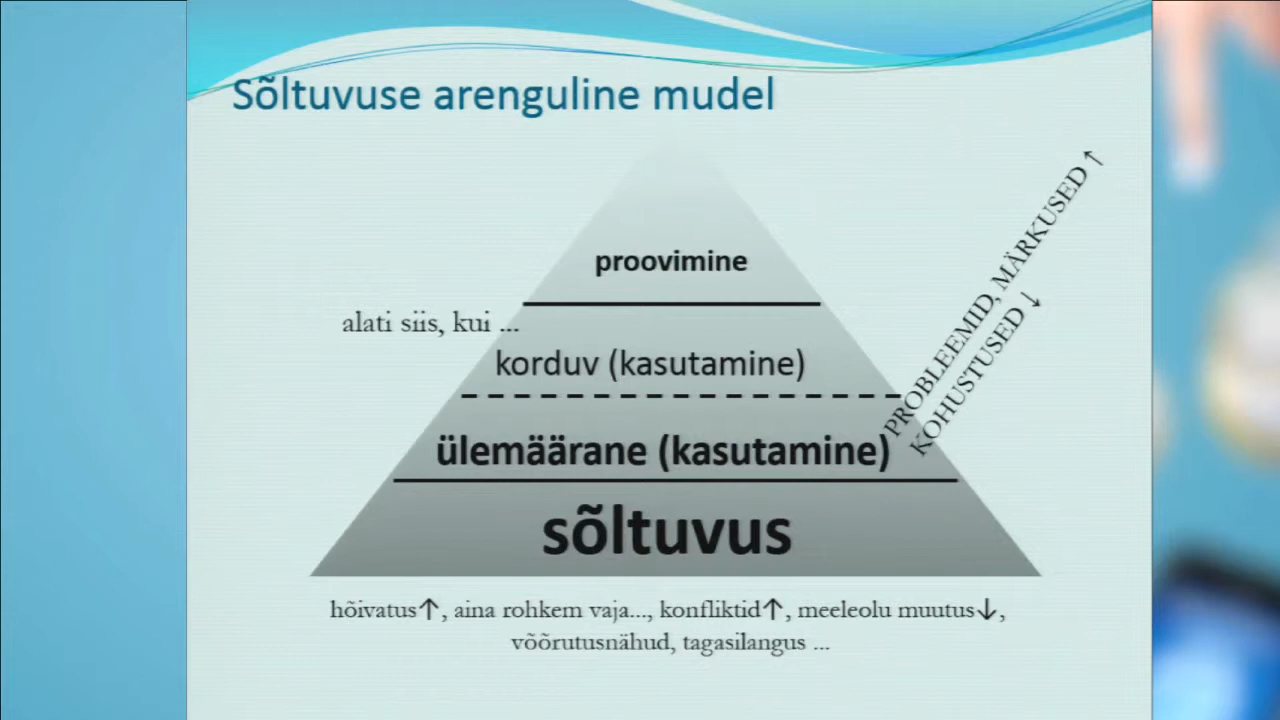 Sõltuvuse arenguline mudel
proovimine
alati siis, kui ...
korduv (kasutamine)
ülemäärane (kasutamine)
PROBLEEMID, MÄRKUSED ↑
KOHUSTUSED ↓
sõltuvus
hõivatus↑, aina rohkem vaja..., konfliktid↑, meeleolu muutus↓,
võõrutusnähud, tagasilangus ...